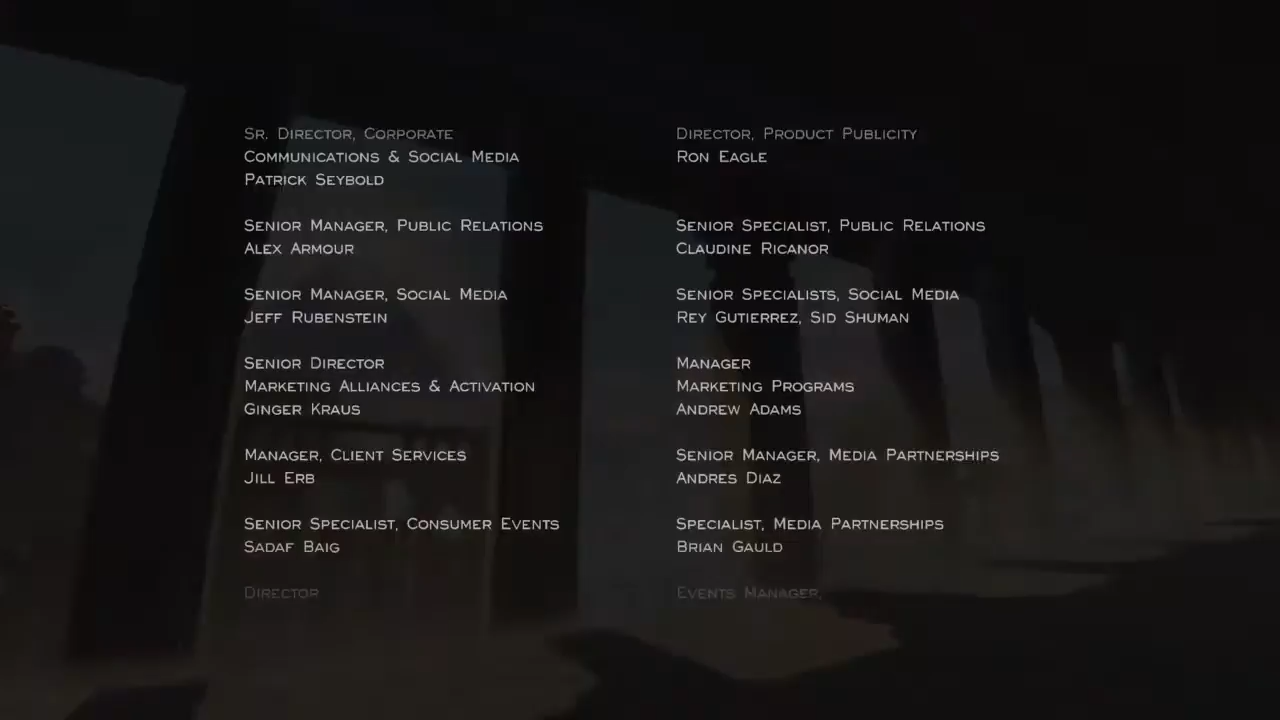 Sr. Director, Corporate
Communications & Social Media
Patrick Seybold
Director, Product Publicity
Ron Eagle
Senior Manager, Public Relations
Alex Armour
Senior Specialist, Public Relations
Claudine Ricanor
Senior Manager, Social Media
Jeff Rubenstein
Senior Specialists, Social Media
Rey Gutierrez, Sid Shuman
Senior Director
Marketing Alliances & Activation
Ginger Kraus
Manager
Marketing Programs
Andrew Adams
Manager, Client Services
Jill Erb
Senior Manager, Media Partnerships
Andres Diaz
Senior Specialist, Consumer Events
Sadaf Baig
Specialist, Media Partnerships
Brian Gauld
Director
Events Manager,